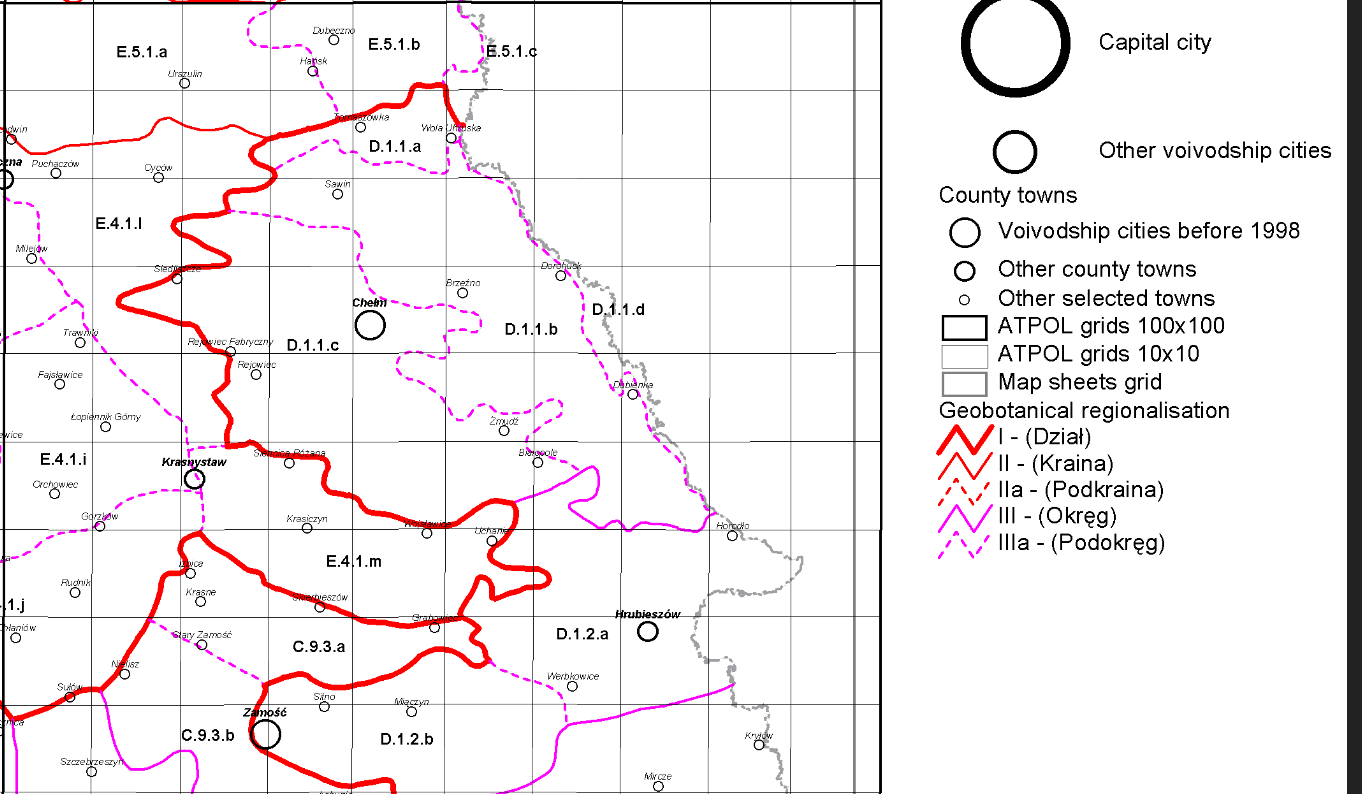 Dubeczno
E.5.1.a
E.5.1.b
E.5.1.c
Hańsk
Urszulin
Capital city
Tomaszówka
Wola Uhruska
D.1.1.a
Other voivodship cities
Puchaczów
Cyców
Sawin
County towns
E.4.1.l
Voivodship cities before 1998
Milejów
Siedliszcze
Dorohusk
Other county towns
Brzeźno
Chełm
D.1.1.d
Other selected towns
Trawniki
Rejowiec Fabryczny
D.1.1.c
D.1.1.b
ATPOL grids 100x100
Rejowiec
ATPOL grids 10x10
Fajsławice
Dubienka
Map sheets grid
Łopiennik Górny
Żmudź
Geobotanical regionalisation
I - (Dział)
E.4.1.i
Krasnystaw
Siennica Różana
Białopole
II - (Kraina)
Orchowiec
IIa - (Podkraina)
Gorzków
Krasiczyn
Wojsławice
Uchanie
Horodło
III - (Okręg)
IIIa - (Podokręg)
E.4.1.m
Izbica
Rudnik
Krasne
Skierbieszów
.1.j
Grabowiec
Hrubieszów
Stary Zamość
C.9.3.a
D.1.2.a
Nielisz
Sułów
Werbkowice
Sitno
Miączyn
Zamość
C.9.3.b
D.1.2.b
Kryłów
Szczebrzeszyn
Mircze